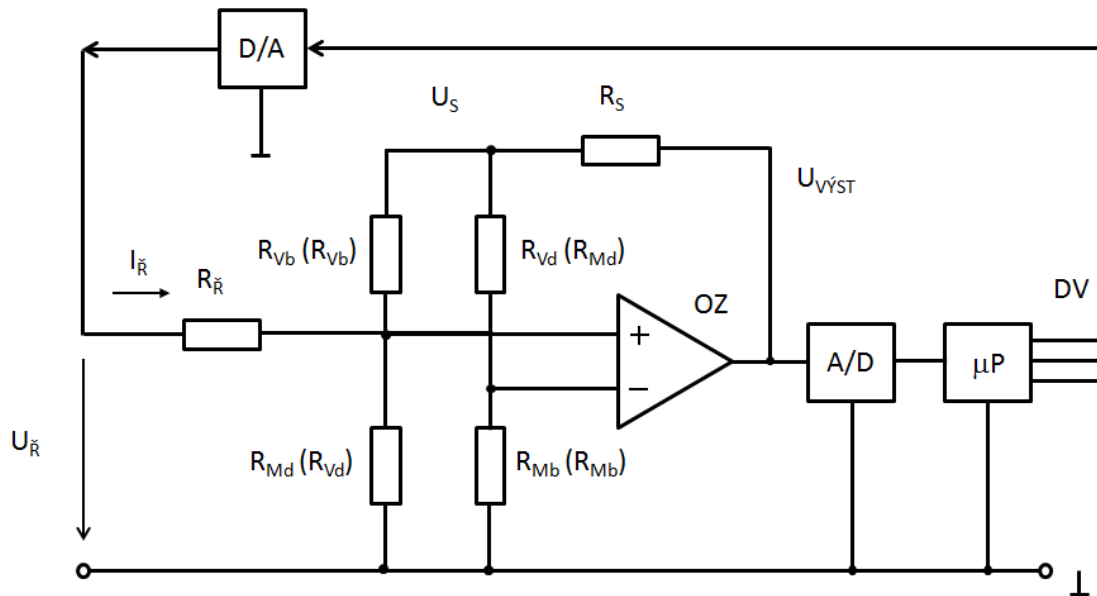 D/A
U_S
R_S
U_VÝST
R_Vb (R_Vb)
R_Vd (R_Md)
I_Ř
R_Ř
OZ
DV
+
−
A/D
μP
U_Ř
R_Md (R_Vd)
R_Mb (R_Mb)